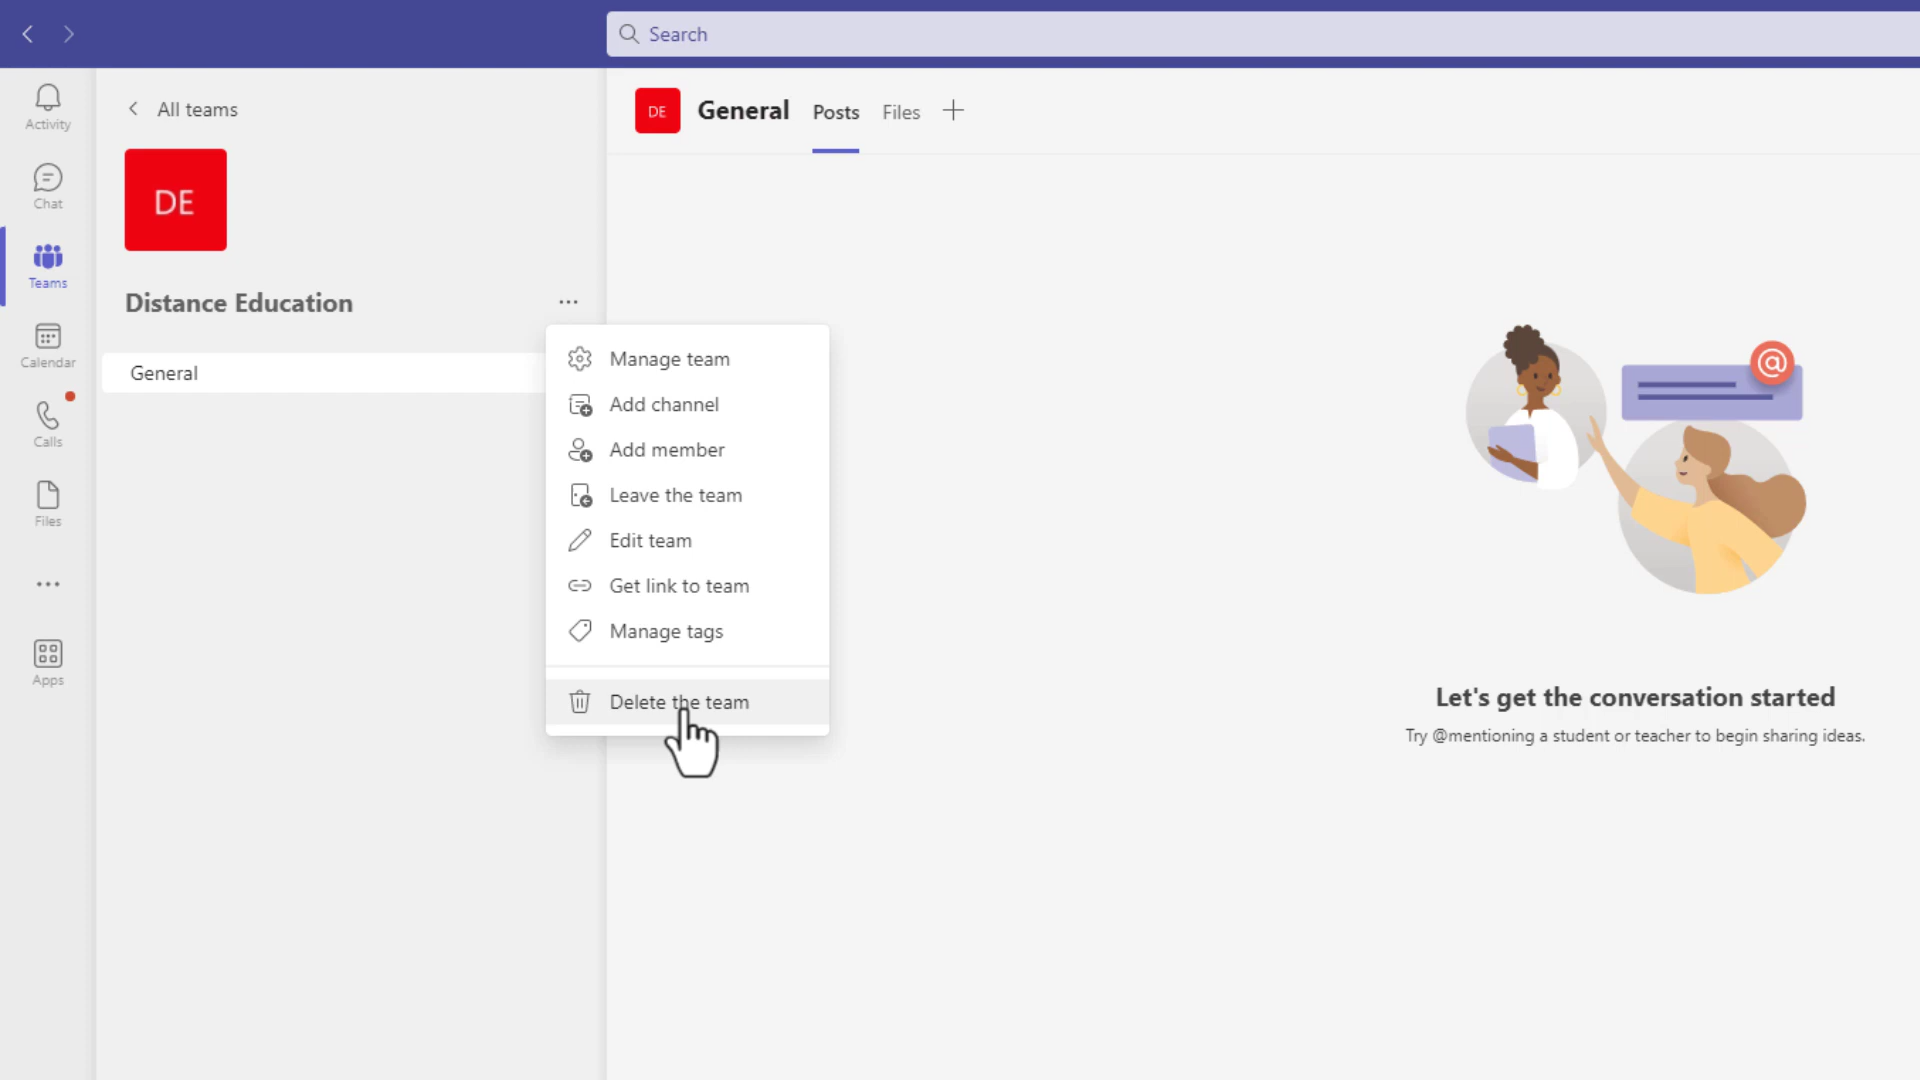 Search
Activity
Chat
Teams
Calendar
Calls
Files
Apps
All teams
DE
Distance Education
General
Manage team
Add channel
Add member
Leave the team
Edit team
Get link to team
Manage tags
Delete the team
DE General Posts Files
@
Let's get the conversation started
Try @mentioning a student or teacher to begin sharing ideas.